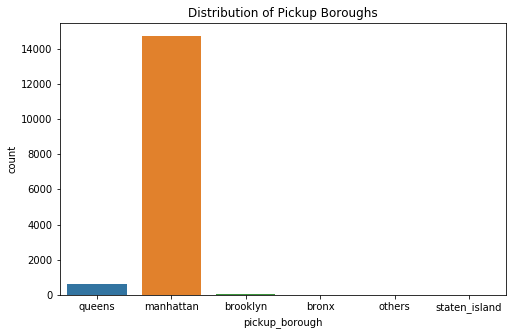 Distribution of Pickup Boroughs
14000
12000
10000
8000
6000
4000
2000
0
count
queens manhattan brooklyn bronx others staten_island
pickup_borough